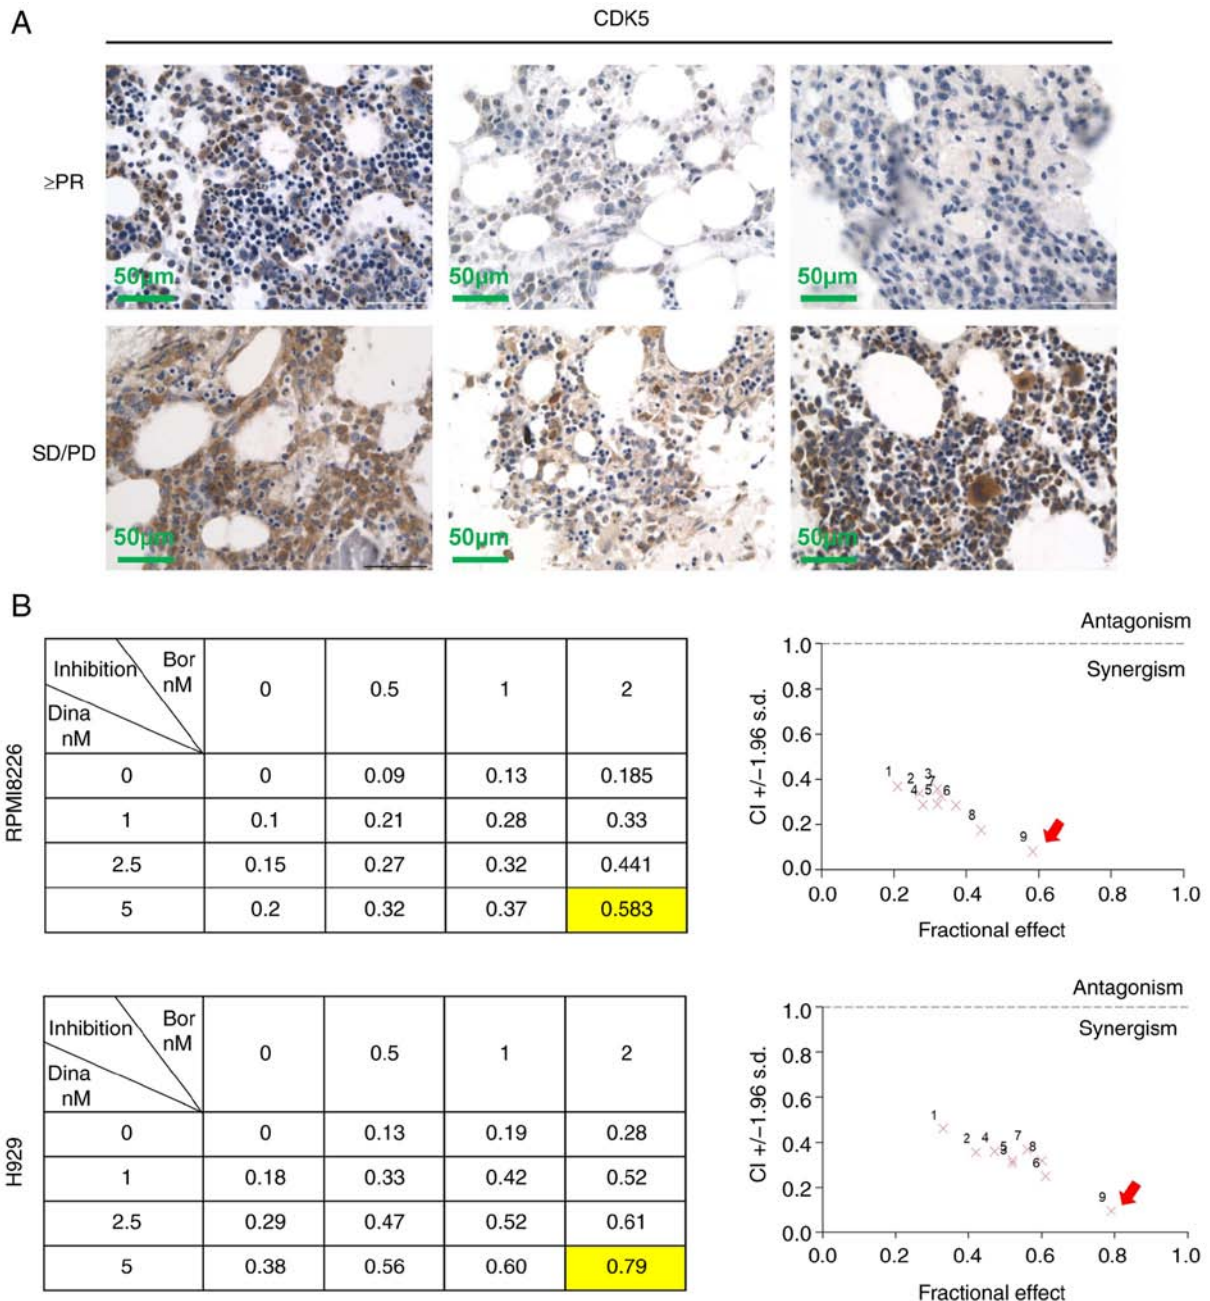 A
CDK5
≥PR
50µm
50µm
50µm
SD/PD
50µm
50µm
50µm
B
RPMI8226
Inhibition
Bor
nM
Dina
nM
0 0.5 1 2
0 0 0.09 0.13 0.185
1 0.1 0.21 0.28 0.33
2.5 0.15 0.27 0.32 0.441
5 0.2 0.32 0.37 0.583
Antagonism
Synergism
CI +/−1.96 s.d.
1.0
0.8
0.6
0.4
0.2
0.0
1 2 3
4 5 7 6
8
9
0.0 0.2 0.4 0.6 0.8 1.0
Fractional effect
H929
Inhibition
Bor
nM
Dina
nM
0 0.5 1 2
0 0 0.13 0.19 0.28
1 0.18 0.33 0.42 0.52
2.5 0.29 0.47 0.52 0.61
5 0.38 0.56 0.60 0.79
Antagonism
Synergism
CI +/−1.96 s.d.
1.0
0.8
0.6
0.4
0.2
0.0
1
2 4 7
5 8
3 6
9
0.0 0.2 0.4 0.6 0.8 1.0
Fractional effect